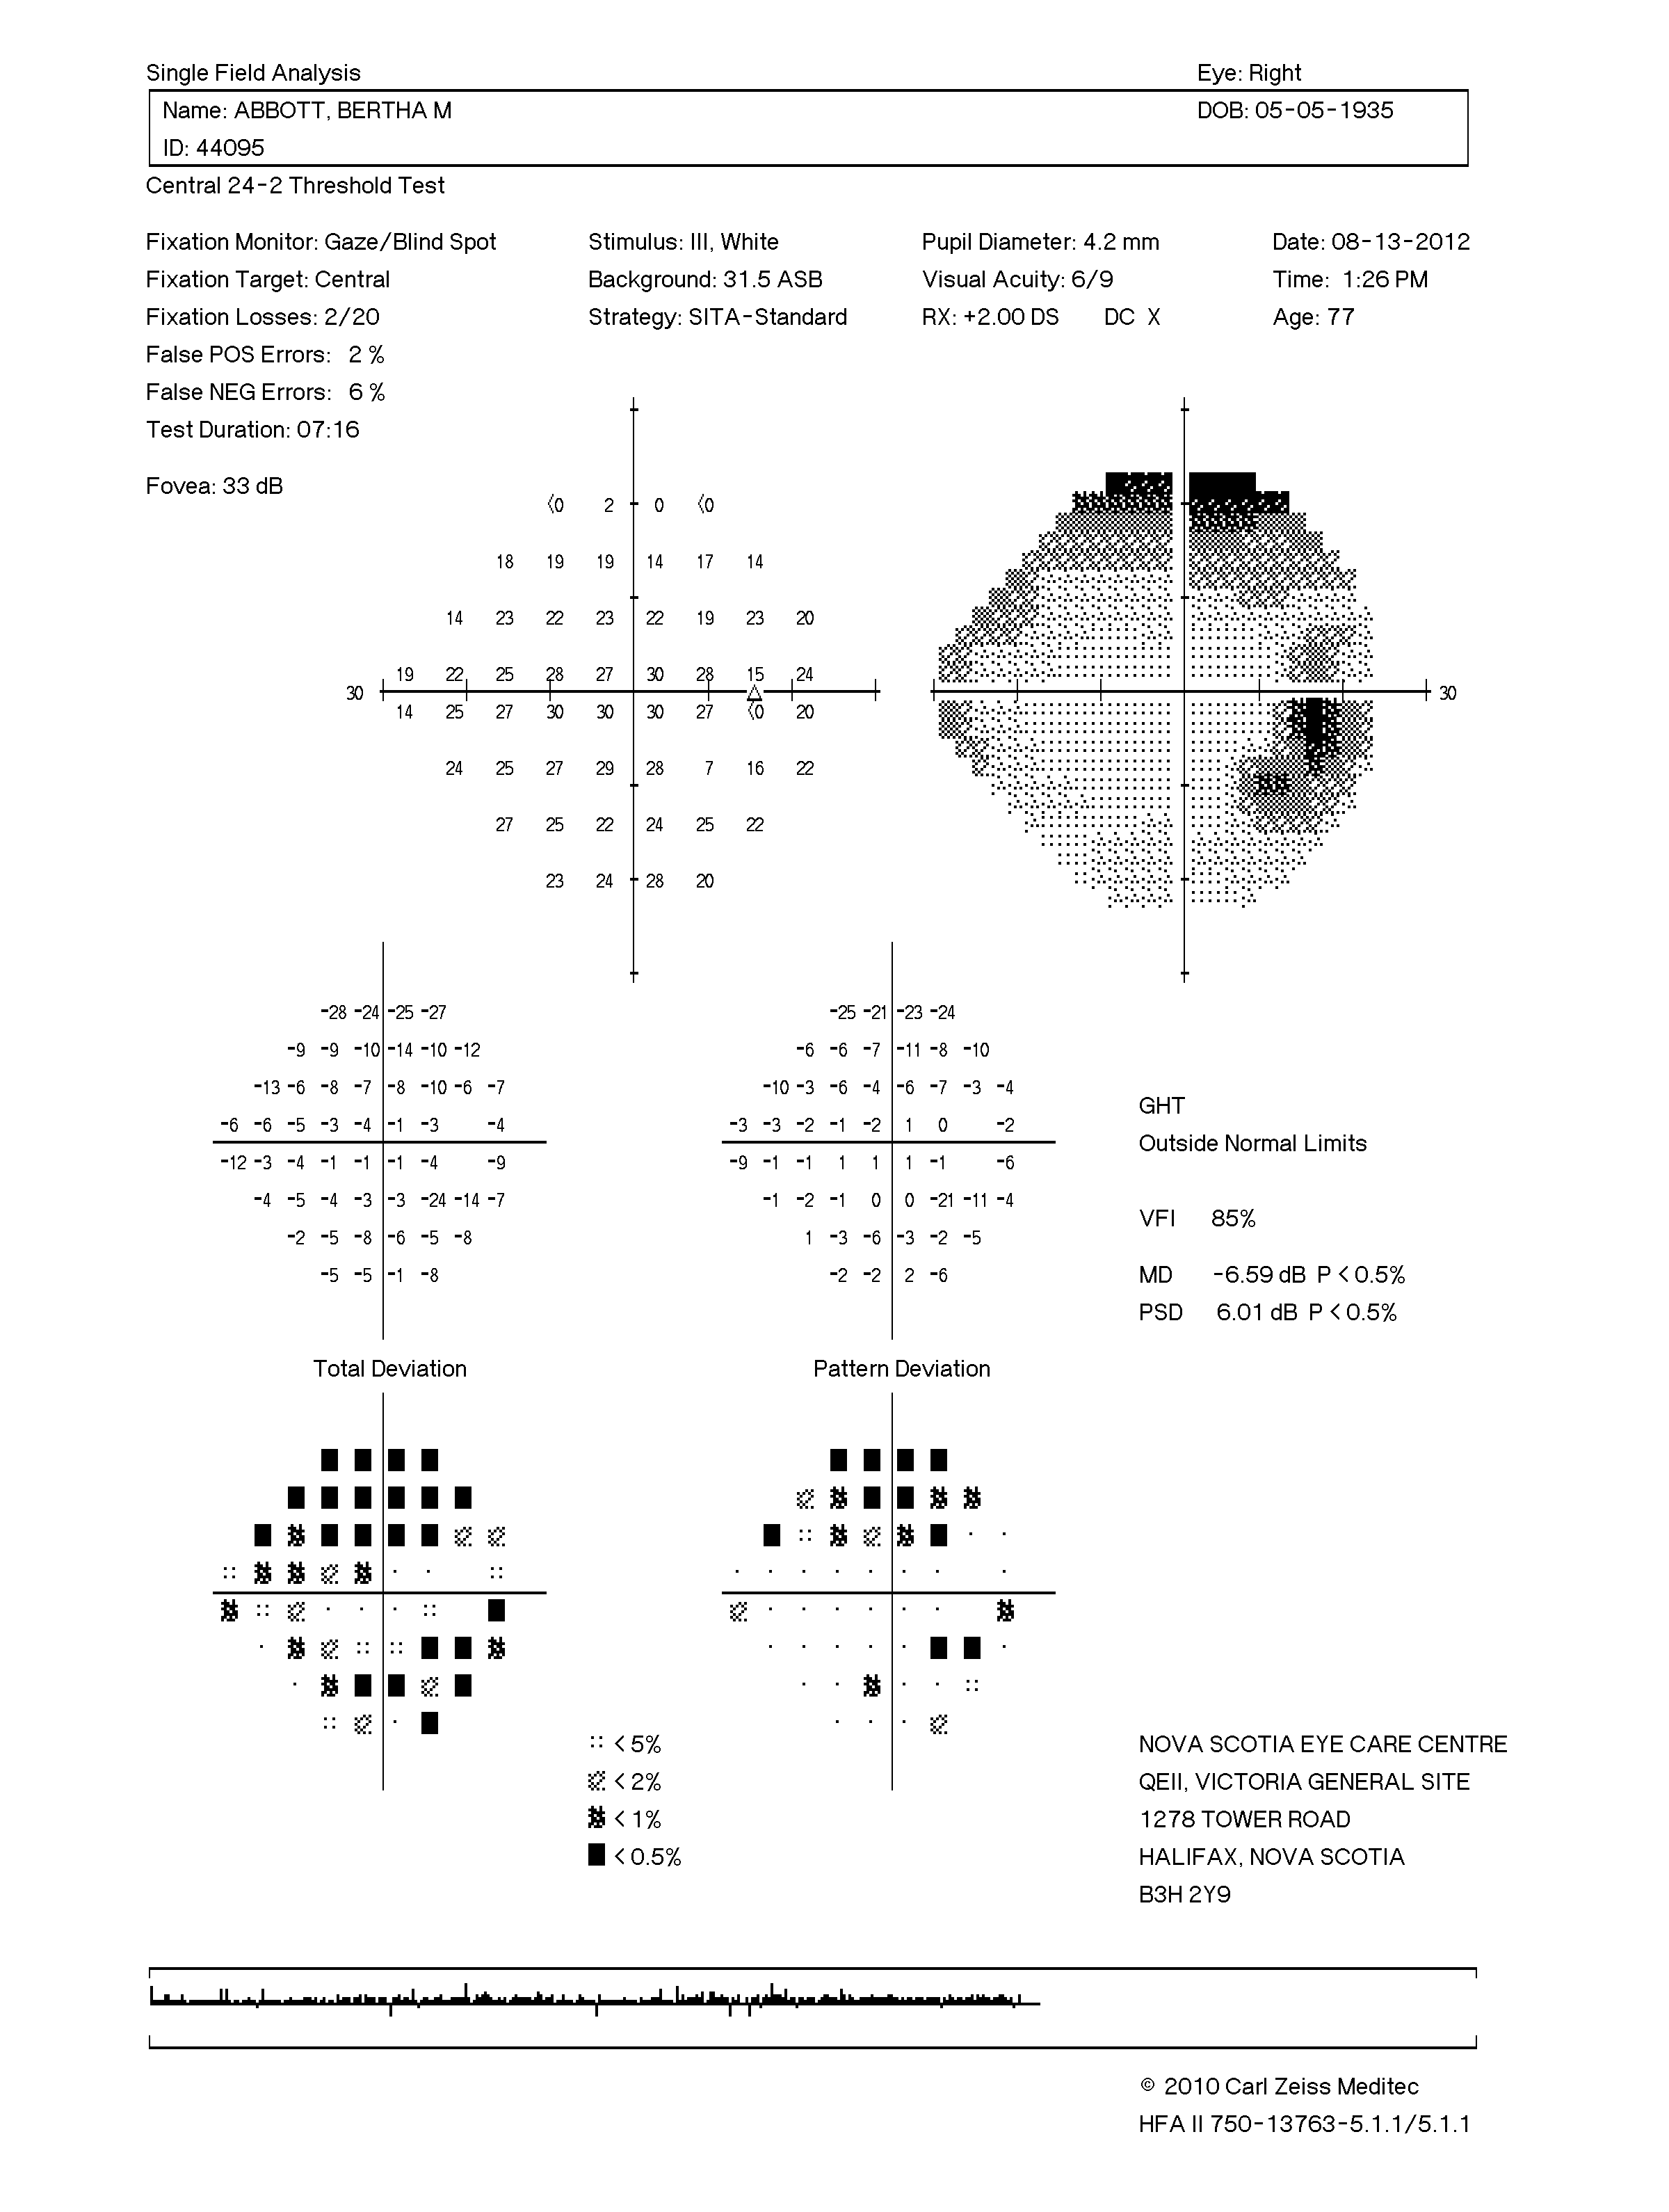 Single Field Analysis Eye: Right
Name: ABBOTT, BERTHA M DOB: 05-05-1935
ID: 44095
Central 24-2 Threshold Test
Fixation Monitor: Gaze/Blind Spot Stimulus: III, White Pupil Diameter: 4.2 mm Date: 08-13-2012
Fixation Target: Central Background: 31.5 ASB Visual Acuity: 6/9 Time: 1:26 PM
Fixation Losses: 2/20 Strategy: SITA-Standard RX: +2.00 DS DC X Age: 77
False POS Errors: 2 %
False NEG Errors: 6 %
Test Duration: 07:16
Fovea: 33 dB
<0 2 0 <0
18 19 19 14 17 14
14 23 22 23 22 19 23 20
19 22 25 28 27 30 28 15 24
30 30
14 25 27 30 30 30 27 <0 20
24 25 27 29 28 7 16 22
27 25 22 24 25 22
23 24 28 20
-28 -24 -25 -27 -25 -21 -23 -24
-9 -9 -10 -14 -10 -12 -6 -6 -7 -11 -8 -10
-13 -6 -8 -7 -8 -10 -6 -7 -10 -3 -6 -4 -6 -7 -3 -4
-6 -6 -5 -3 -4 -1 -3 -4 -3 -3 -2 -1 -2 1 0 -2
-12 -3 -4 -1 -1 -1 -4 -9 -9 -1 -1 1 1 1 -1 -6
-4 -5 -4 -3 -3 -24 -14 -7 -1 -2 -1 0 0 -21 -11 -4
-2 -5 -8 -6 -5 -8 1 -3 -6 -3 -2 -5
-5 -5 -1 -8 -2 -2 2 -6
GHT
Outside Normal Limits
VFI 85%
MD -6.59 dB P < 0.5%
PSD 6.01 dB P < 0.5%
Total Deviation Pattern Deviation
< 5%
< 2%
< 1%
< 0.5%
NOVA SCOTIA EYE CARE CENTRE
QEII, VICTORIA GENERAL SITE
1278 TOWER ROAD
HALIFAX, NOVA SCOTIA
B3H 2Y9
© 2010 Carl Zeiss Meditec
HFA II 750-13763-5.1.1/5.1.1